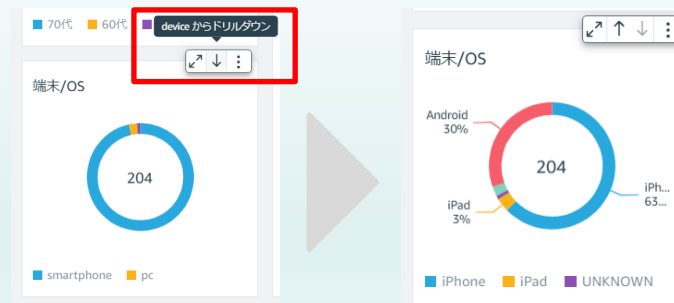 70代 60代
device からドリルダウン
端末/OS
204
smartphone pc
端末/OS
Android
30%
204
iPh...
63...
iPad
3%
iPhone iPad UNKNOWN